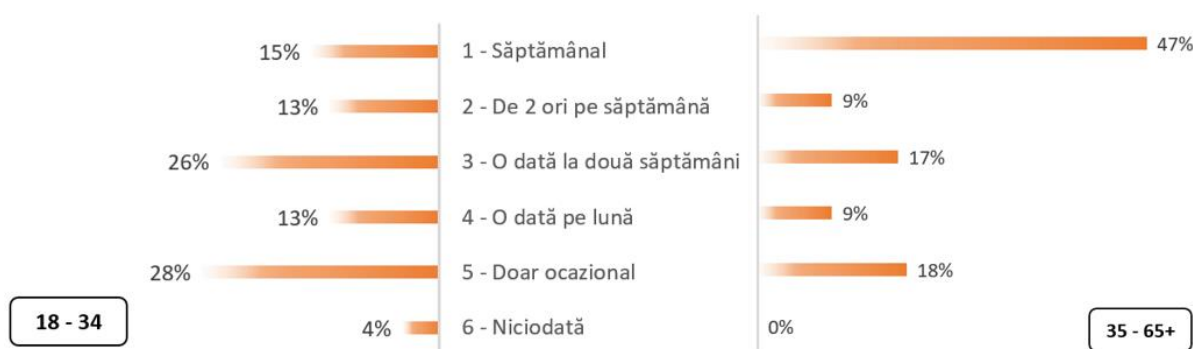 15% 1 - Săptămânal 47%
13% 2 - De 2 ori pe săptămână 9%
26% 3 - O dată la două săptămâni 17%
13% 4 - O dată pe lună 9%
28% 5 - Doar ocazional 18%
18 - 34 4% 6 - Niciodată 0% 35 - 65+